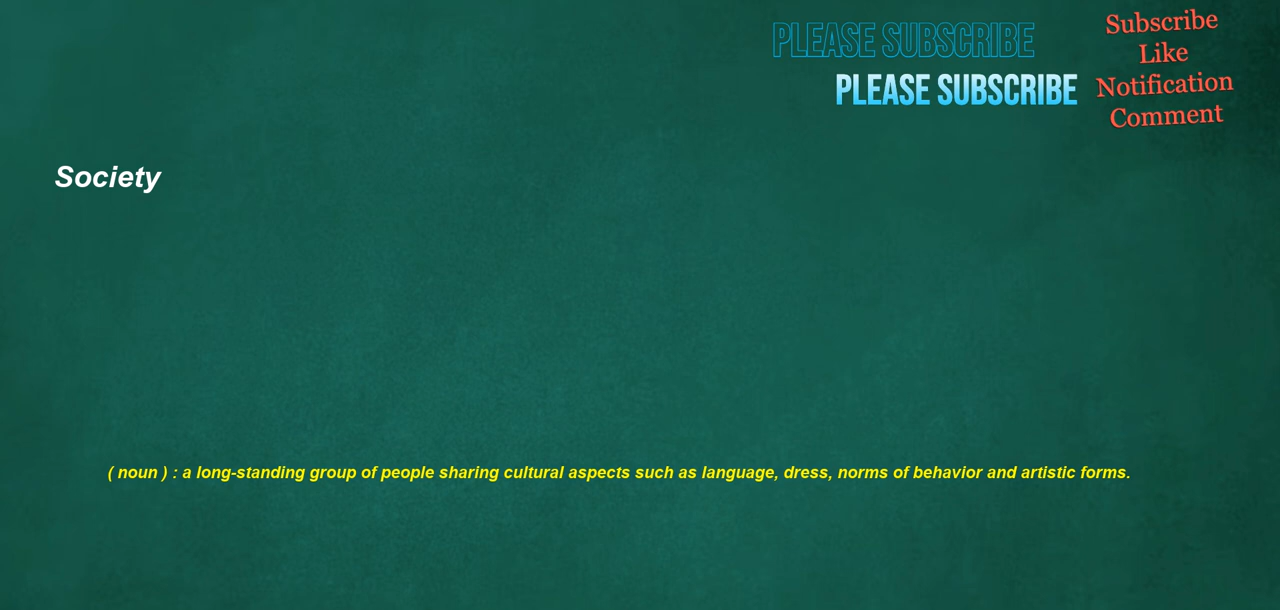 PLEASE SUBSCRIBE
PLEASE SUBSCRIBE
Subscribe
Like
Notification
Comment
Society
( noun ) : a long-standing group of people sharing cultural aspects such as language, dress, norms of behavior and artistic forms.